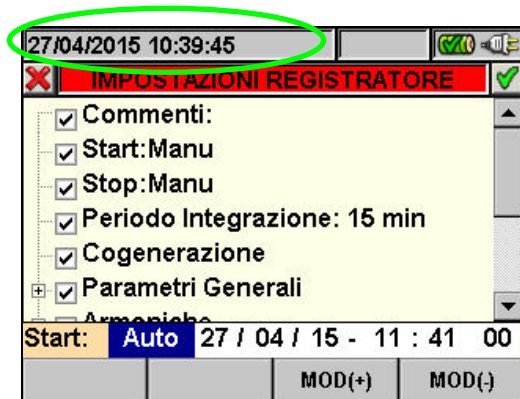 27/04/2015 10:39:45
IMPOSTAZIONI REGISTRATORE
Commenti:
Start:Manu
Stop:Manu
Periodo Integrazione: 15 min
Cogenerazione
Parametri Generali
Armoniche
Start: Auto 27 / 04 / 15 - 11 : 41 00
MOD(+) MOD(-)